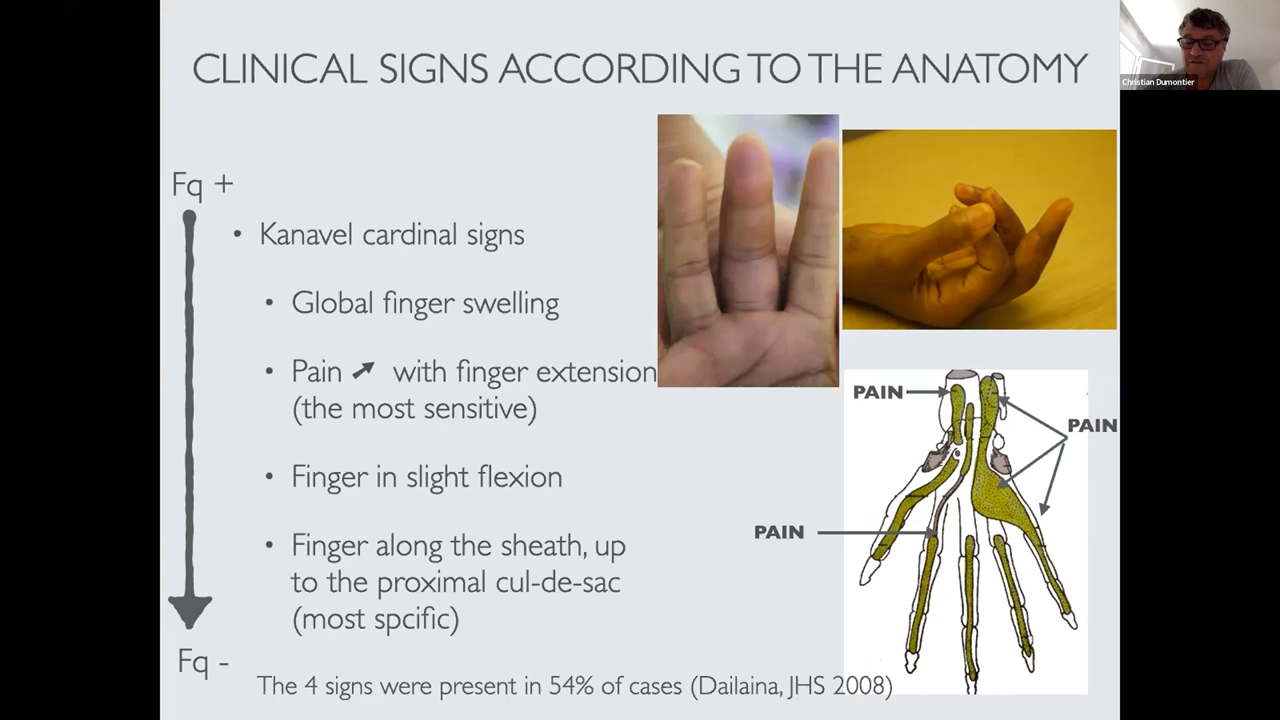 CLINICAL SIGNS ACCORDING TO THE ANATOMY
Christian Dumontier
Fq +
• Kanavel cardinal signs
• Global finger swelling
• Pain ➚ with finger extension
(the most sensitive)
• Finger in slight flexion
• Finger along the sheath, up
to the proximal cul-de-sac
(most spcific)
Fq -
The 4 signs were present in 54% of cases (Dailaina, JHS 2008)
PAIN
PAIN
PAIN